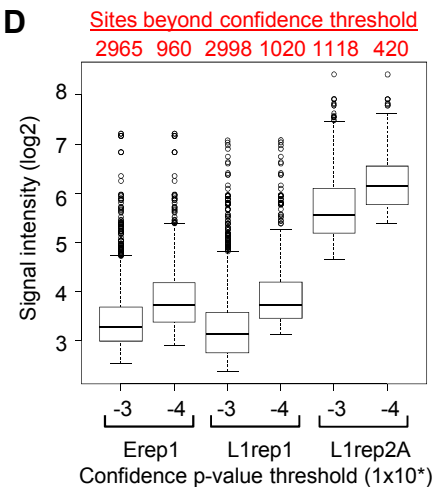 D
Sites beyond confidence threshold
2965 960 2998 1020 1118 420
Signal intensity (log2)
8
7
6
5
4
3
-3 -4 -3 -4 -3 -4
Erep1 L1rep1 L1rep2A
Confidence p-value threshold (1x10*)